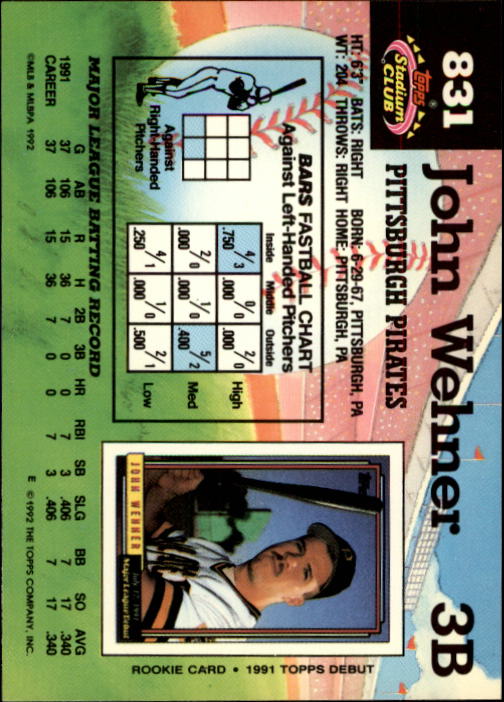 831
Topps
Stadium
CLUB
John Wehner 3B
PITTSBURGH PIRATES
HT: 6'3" BATS: RIGHT BORN: 6-29-67, PITTSBURGH, PA
WT: 204 THROWS: RIGHT HOME: PITTSBURGH, PA
BARS FASTBALL CHART
Against Left-Handed Pitchers
Inside Middle Outside
4/3 0/0 2/0
.750 .000 .000 High
2/0 1/0 5/2
.000 .000 .400 Med
4/1 1/0 2/1
.250 .000 .500 Low
Against
Right-Handed
Pitchers
Topps
JOHN WEHNER
July 17, 1991
Major League Debut
ROOKIE CARD • 1991 TOPPS DEBUT
MAJOR LEAGUE BATTING RECORD
G AB R H 2B 3B HR RBI SB SLG BB SO AVG
1991 37 106 15 36 7 0 0 7 3 .406 7 17 .340
CAREER 37 106 15 36 7 0 0 7 3 .406 7 17 .340
©MLB & MLBPA 1992 E ©1992 THE TOPPS COMPANY, INC.